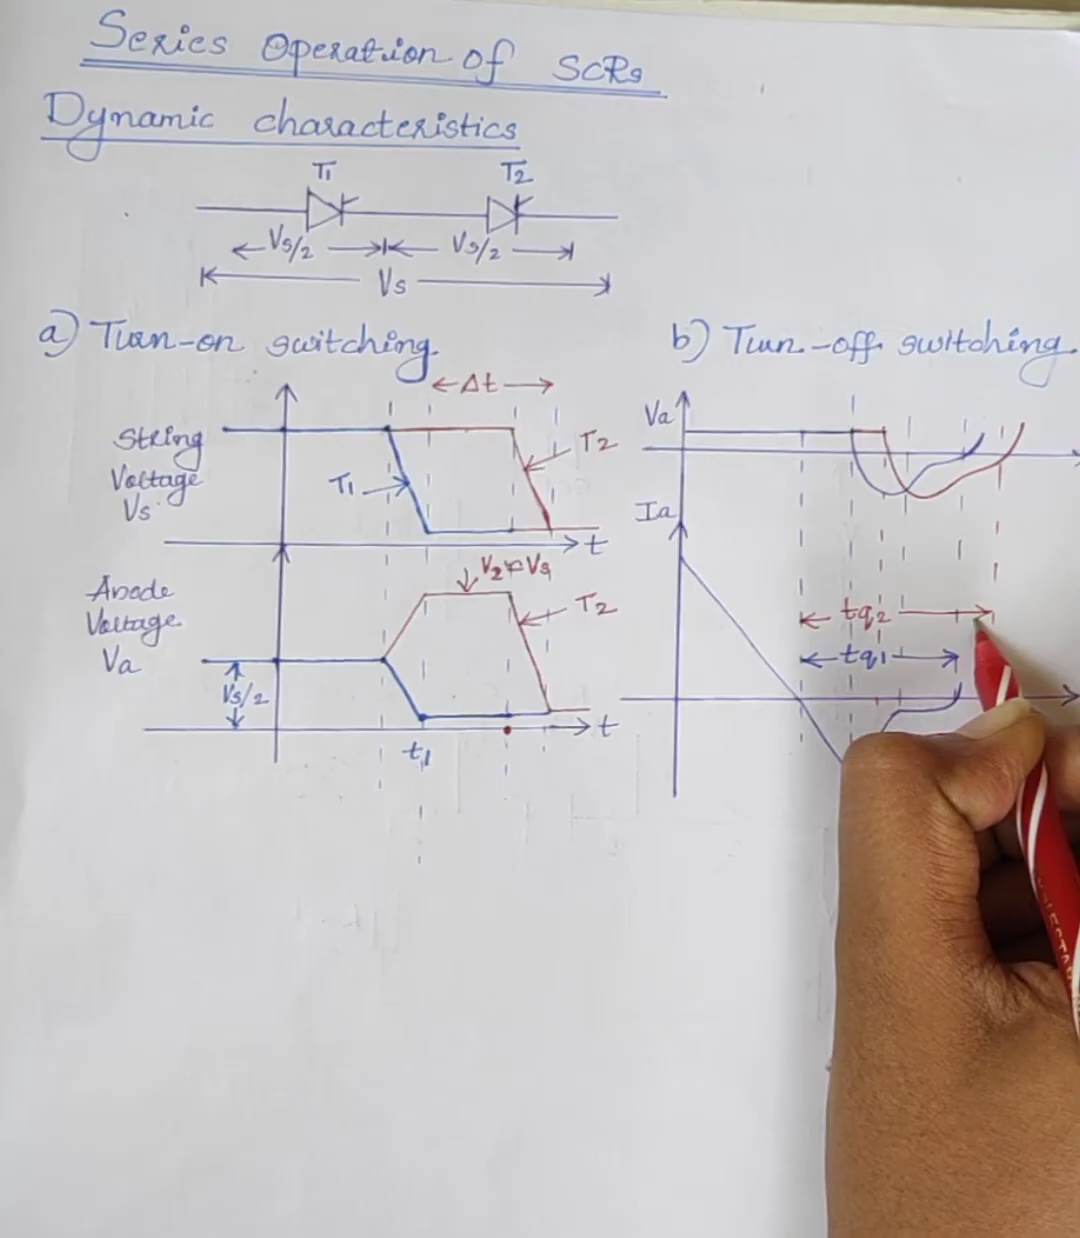 Series Operation of SCRs
Dynamic characteristics
T1 T2
Vs/2 Vs/2
Vs
a) Turn-on switching.
b) Turn-off switching.
Δt
String
Voltage
Vs
T1
T2
t
Anode
Voltage
Va
Vs/2
V2 Vs
T2
t1
t
Va
Ia
tq2
tq1